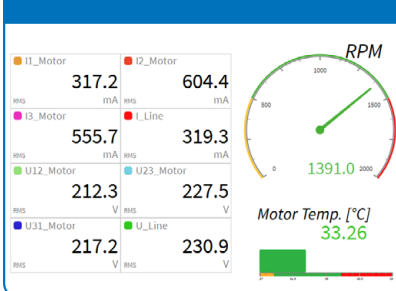 I1_Motor
317.2
RMS mA
I2_Motor
604.4
RMS mA
I3_Motor
555.7
RMS mA
I_Line
319.3
RMS mA
U12_Motor
212.3
RMS V
U23_Motor
227.5
RMS V
U31_Motor
217.2
RMS V
U_Line
230.9
RMS V
RPM
0
500
1000
1500
2000
1391.0
Motor Temp. [°C]
33.26